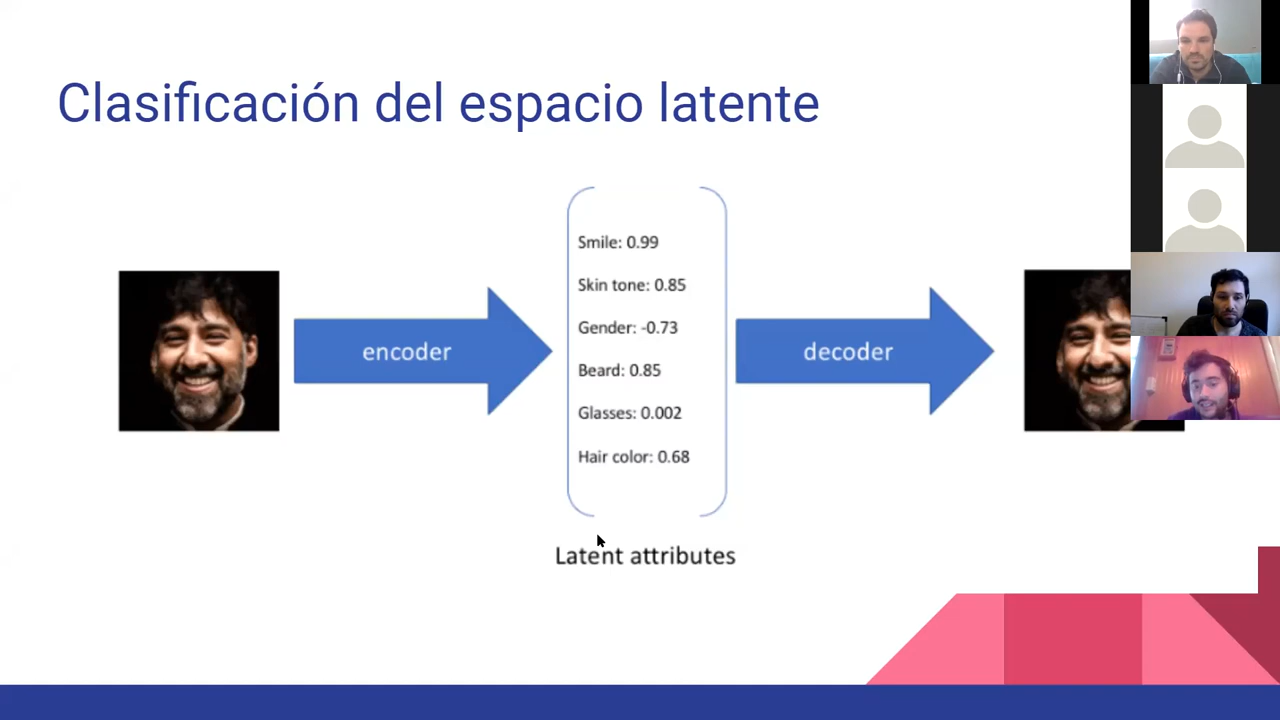 Clasificación del espacio latente
encoder
Smile: 0.99
Skin tone: 0.85
Gender: -0.73
Beard: 0.85
Glasses: 0.002
Hair color: 0.68
decoder
Latent attributes